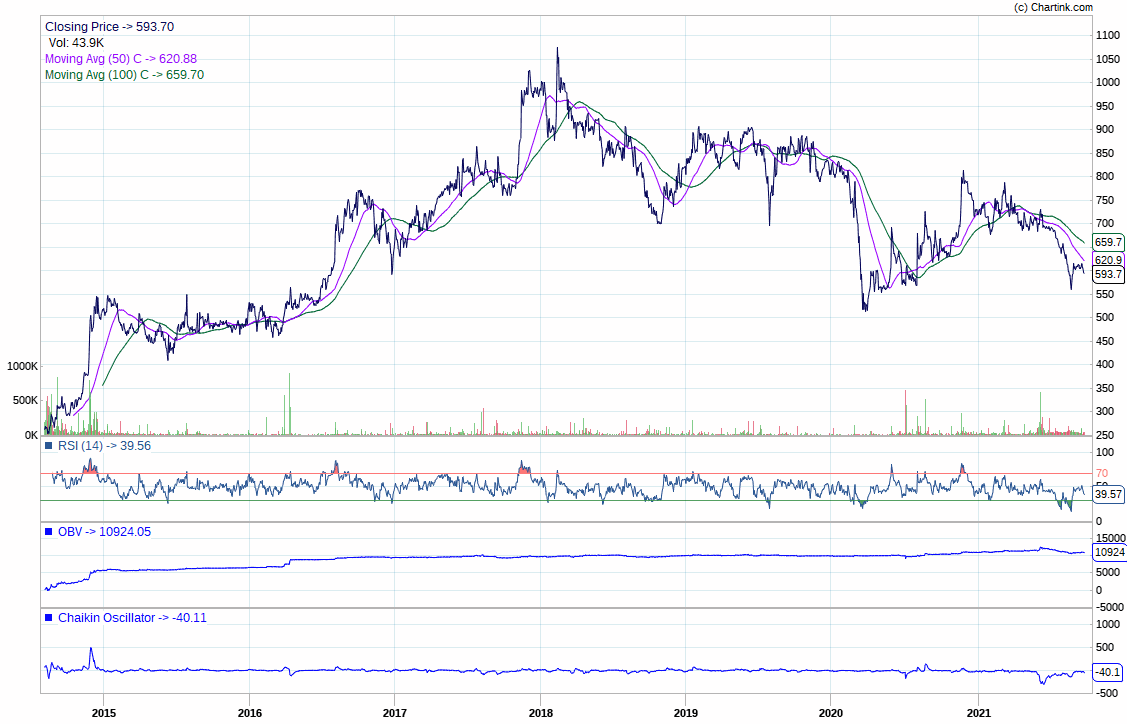 (c) Chartink.com
Closing Price -> 593.70
Vol: 43.9K
Moving Avg (50) C -> 620.88
Moving Avg (100) C -> 659.70
1100
1050
1000
950
900
850
800
750
700
659.7
620.9
593.7
550
500
450
400
350
300
250
1000K
500K
0K
RSI (14) -> 39.56
100
70
50
39.57
0
OBV -> 10924.05
15000
10924
5000
0
-5000
Chaikin Oscillator -> -40.11
1000
500
-40.1
-500
2015 2016 2017 2018 2019 2020 2021